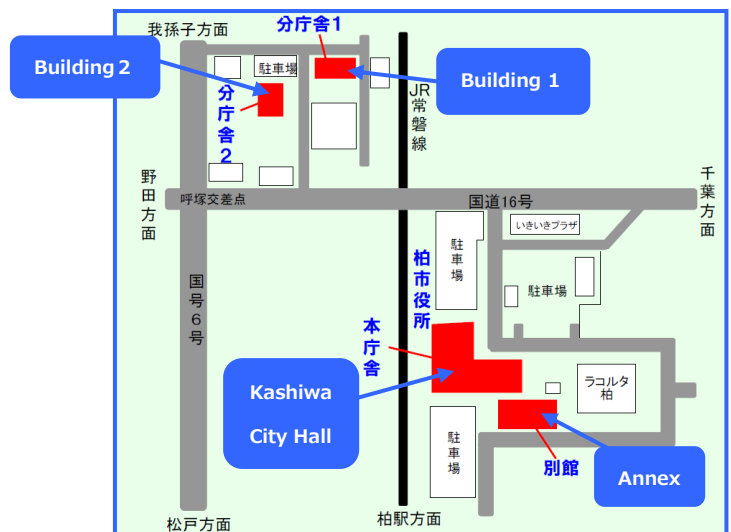 我孫子方面
分庁舎1
Building 2
駐車場
Building 1
分庁舎2
JR常磐線
野田方面
千葉方面
呼塚交差点
国道16号
いきいきプラザ
柏市役所
駐車場
駐車場
国号6号
本庁舎
Kashiwa
City Hall
ラコルタ
柏
駐車場
別館
Annex
松戸方面
柏駅方面